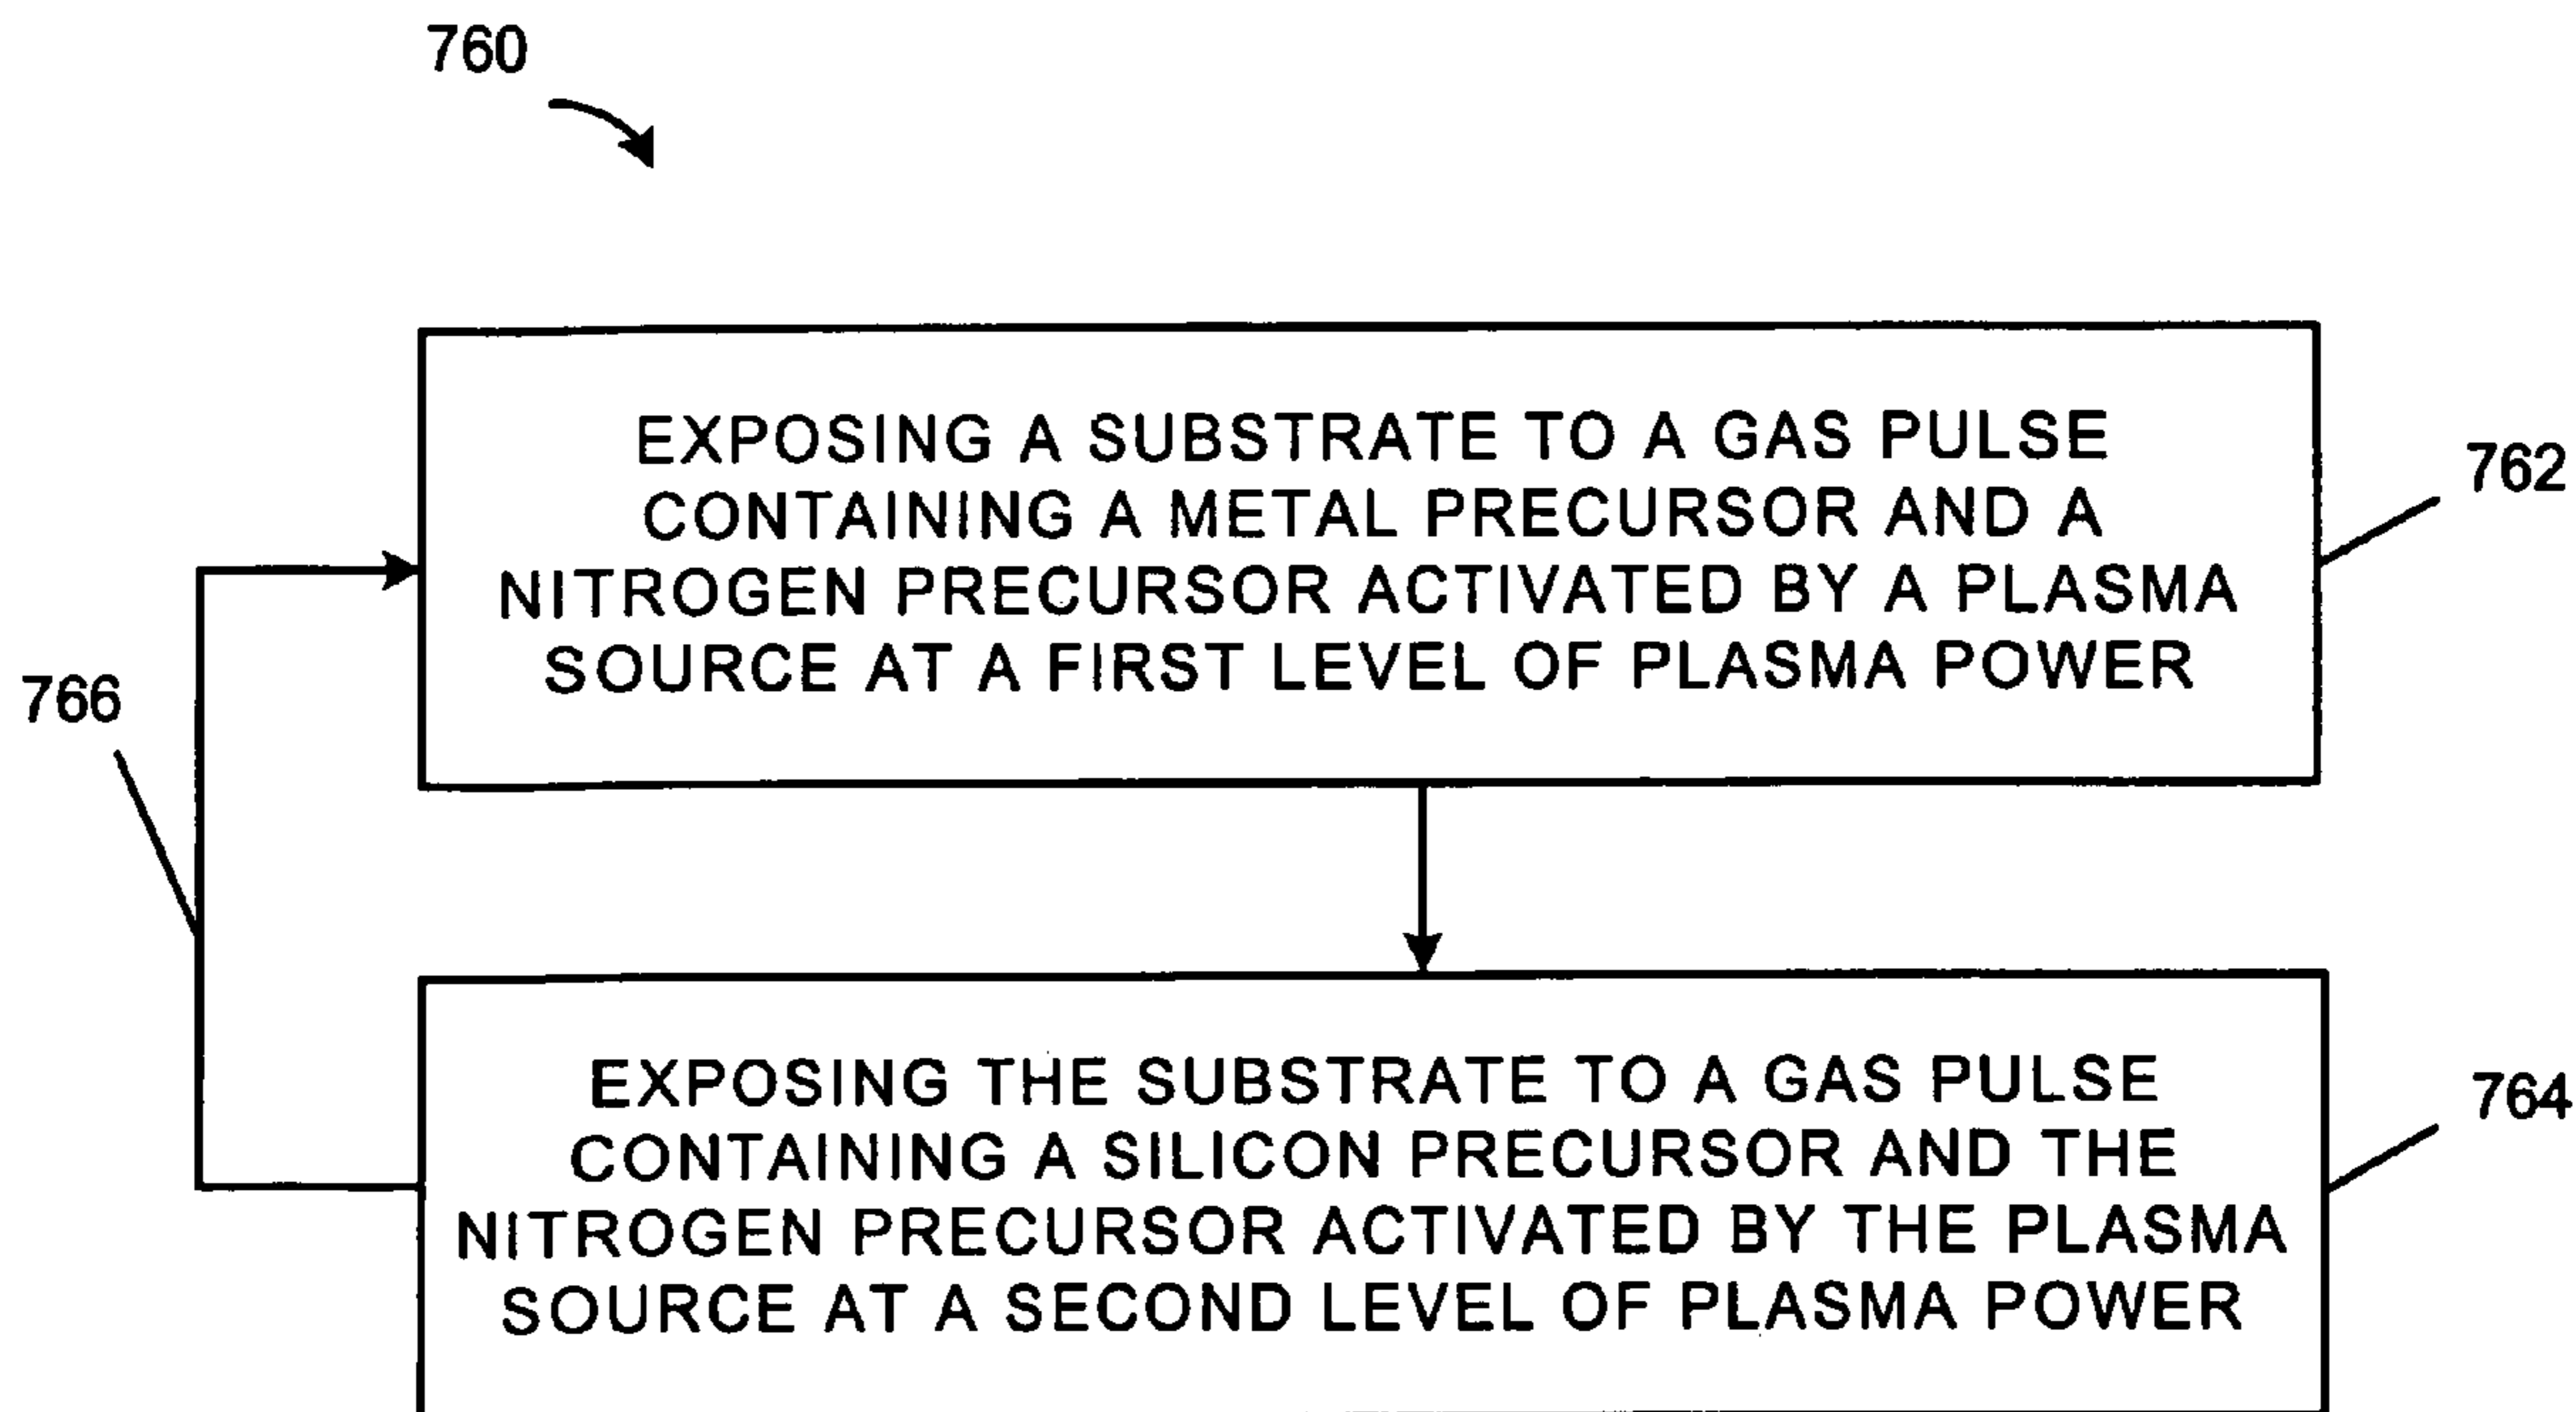 760
EXPOSING A SUBSTRATE TO A GAS PULSE
CONTAINING A METAL PRECURSOR AND A
NITROGEN PRECURSOR ACTIVATED BY A PLASMA
SOURCE AT A FIRST LEVEL OF PLASMA POWER
762
766
EXPOSING THE SUBSTRATE TO A GAS PULSE
CONTAINING A SILICON PRECURSOR AND THE
NITROGEN PRECURSOR ACTIVATED BY THE PLASMA
SOURCE AT A SECOND LEVEL OF PLASMA POWER
764